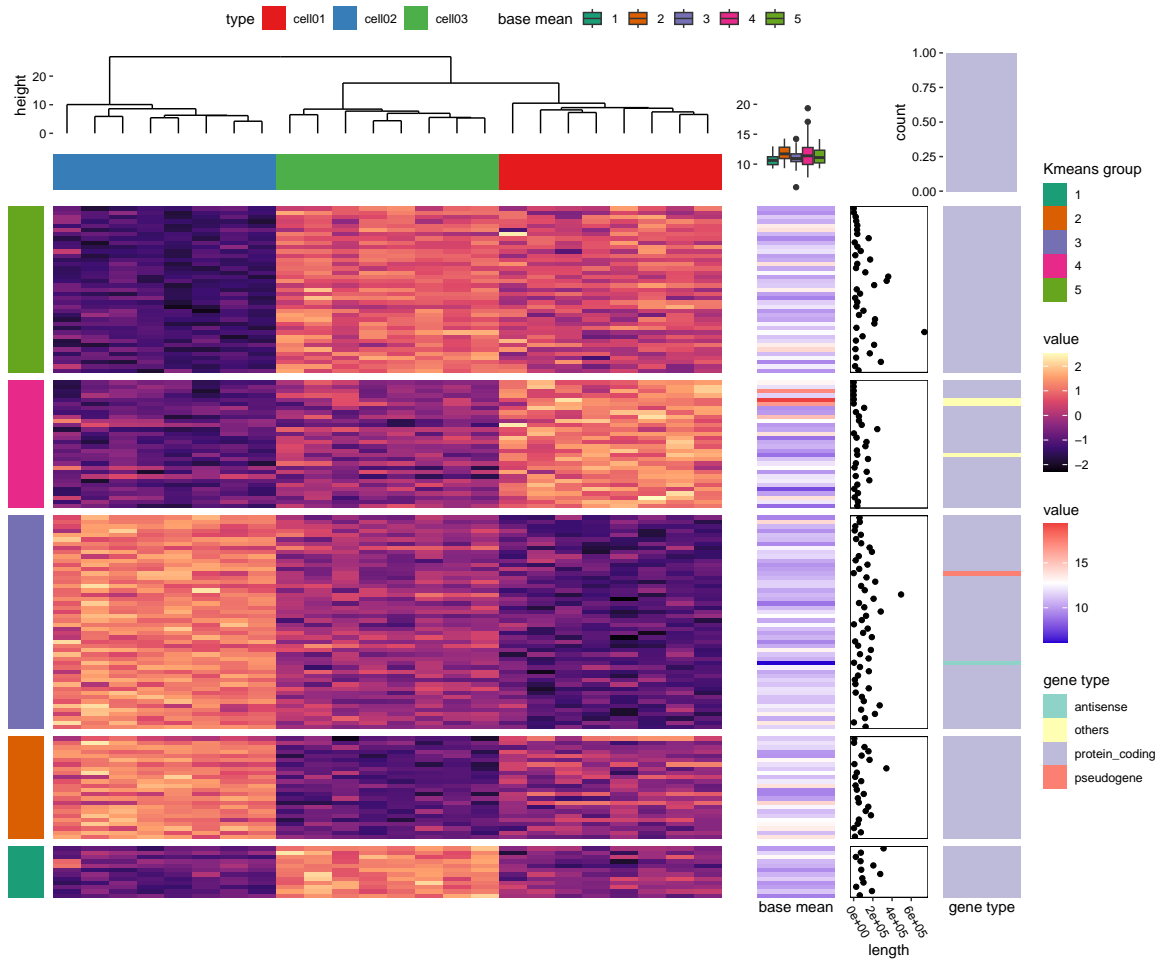 type cell01 cell02 cell03 base mean 1 2 3 4 5
height
20
10
0
20
15
10
count
1.00
0.75
0.50
0.25
0.00
Kmeans group
1
2
3
4
5
value
2
1
0
−1
−2
value
15
10
gene type
antisense
others
protein_coding
pseudogene
base mean
0e+00
2e+05
4e+05
6e+05
length
gene type